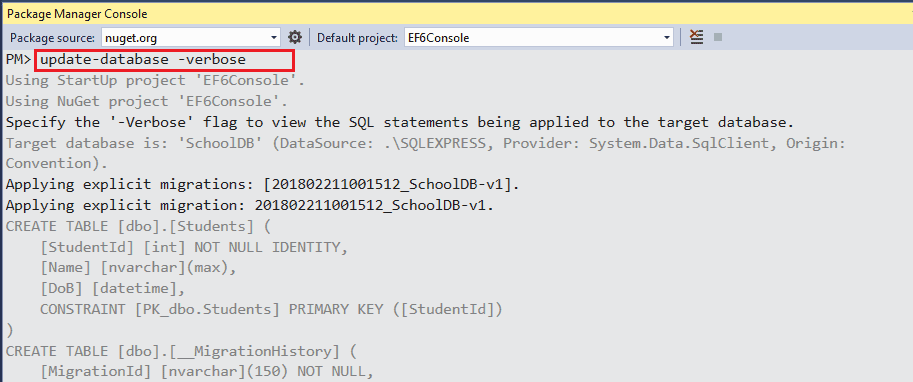 Package Manager Console
Package source: nuget.org Default project: EF6Console
PM> update-database -verbose
Using StartUp project 'EF6Console'.
Using NuGet project 'EF6Console'.
Specify the '-Verbose' flag to view the SQL statements being applied to the target database.
Target database is: 'SchoolDB' (DataSource: .\SQLEXPRESS, Provider: System.Data.SqlClient, Origin:
Convention).
Applying explicit migrations: [201802211001512_SchoolDB-v1].
Applying explicit migration: 201802211001512_SchoolDB-v1.
CREATE TABLE [dbo].[Students] (
    [StudentId] [int] NOT NULL IDENTITY,
    [Name] [nvarchar](max),
    [DoB] [datetime],
    CONSTRAINT [PK_dbo.Students] PRIMARY KEY ([StudentId])
)
CREATE TABLE [dbo].[__MigrationHistory] (
    [MigrationId] [nvarchar](150) NOT NULL,